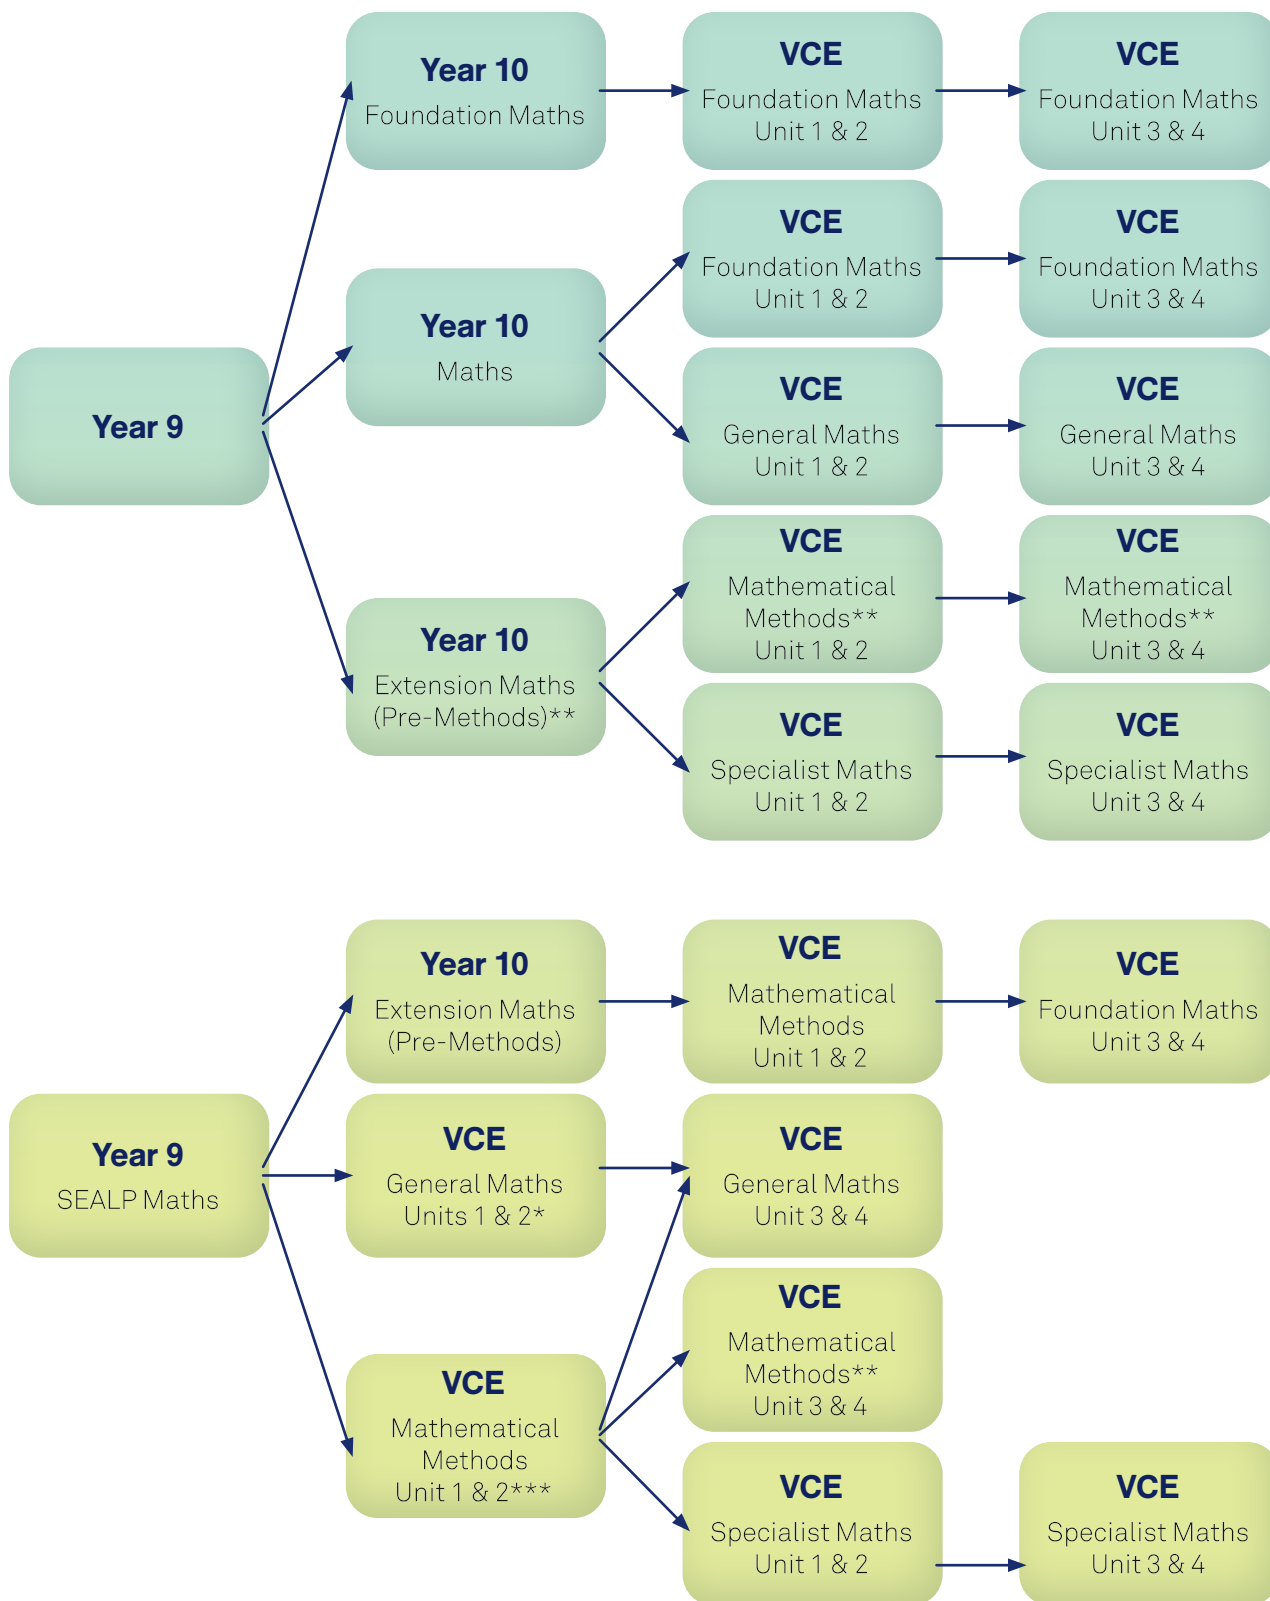 Year 10
Foundation Maths
VCE
Foundation Maths
Unit 1 & 2
VCE
Foundation Maths
Unit 3 & 4
Year 9
Year 10
Maths
VCE
Foundation Maths
Unit 1 & 2
VCE
Foundation Maths
Unit 3 & 4
VCE
General Maths
Unit 1 & 2
VCE
General Maths
Unit 3 & 4
Year 10
Extension Maths
(Pre-Methods)**
VCE
Mathematical
Methods**
Unit 1 & 2
VCE
Mathematical
Methods**
Unit 3 & 4
VCE
Specialist Maths
Unit 1 & 2
VCE
Specialist Maths
Unit 3 & 4
Year 9
SEALP Maths
Year 10
Extension Maths
(Pre-Methods)
VCE
Mathematical
Methods
Unit 1 & 2
VCE
Foundation Maths
Unit 3 & 4
VCE
General Maths
Units 1 & 2*
VCE
General Maths
Unit 3 & 4
VCE
Mathematical
Methods
Unit 1 & 2***
VCE
Mathematical
Methods**
Unit 3 & 4
VCE
Specialist Maths
Unit 1 & 2
VCE
Specialist Maths
Unit 3 & 4